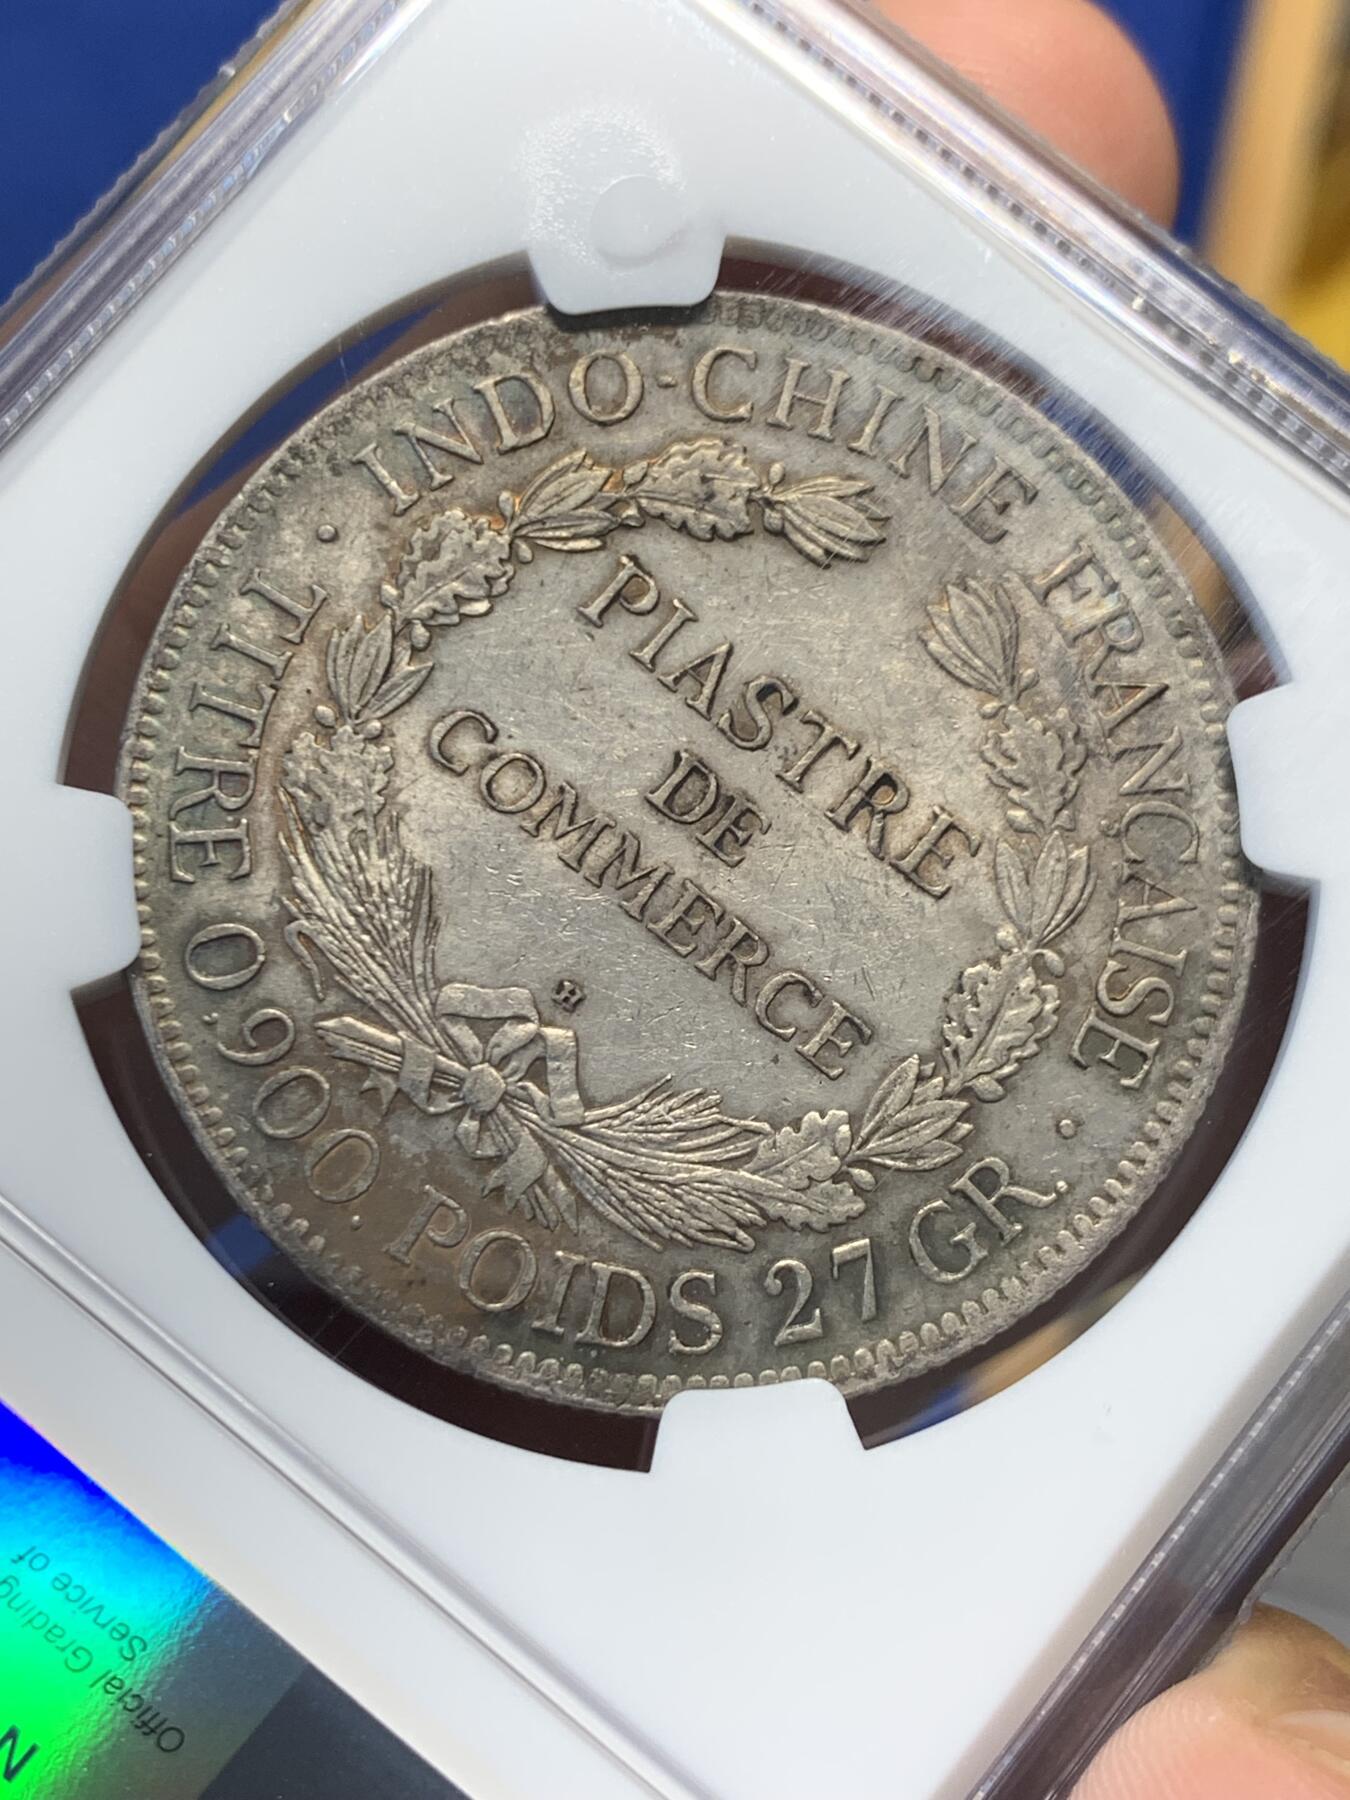 INDO-CHINE FRANÇAISE
PIASTRE
DE
COMMERCE
H
TITRE 0,900. POIDS 27 GR.
Official Grading
Service of
N